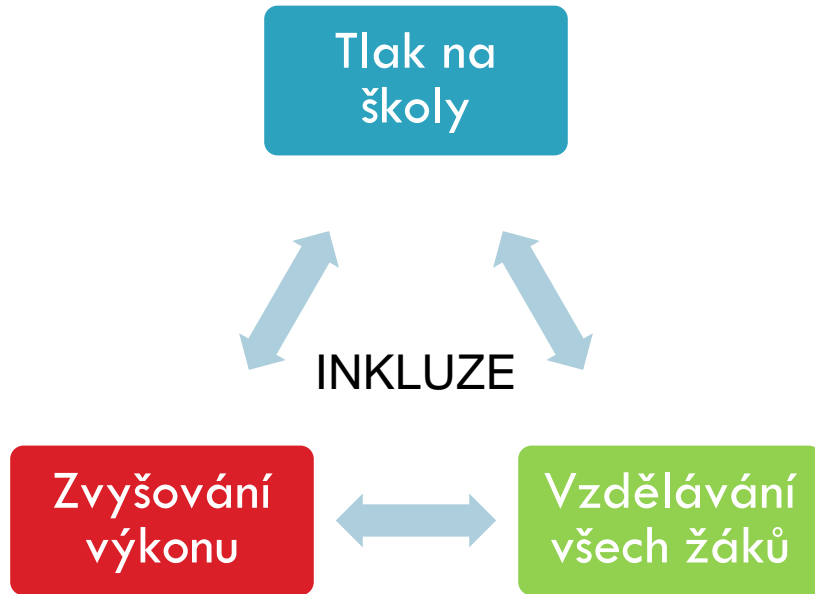 Tlak na
školy
INKLUZE
Zvyšování
výkonu
Vzdělávání
všech žáků